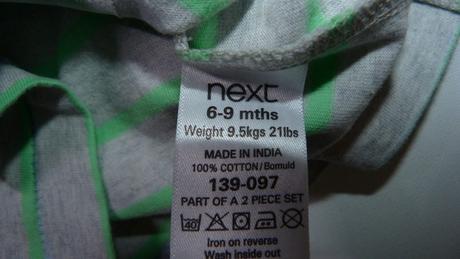 next
6-9 mths
Weight 9.5kgs 21lbs
MADE IN INDIA
100% COTTON/Bomuld
139-097
PART OF A 2 PIECE SET
40
Iron on reverse
Wash inside out